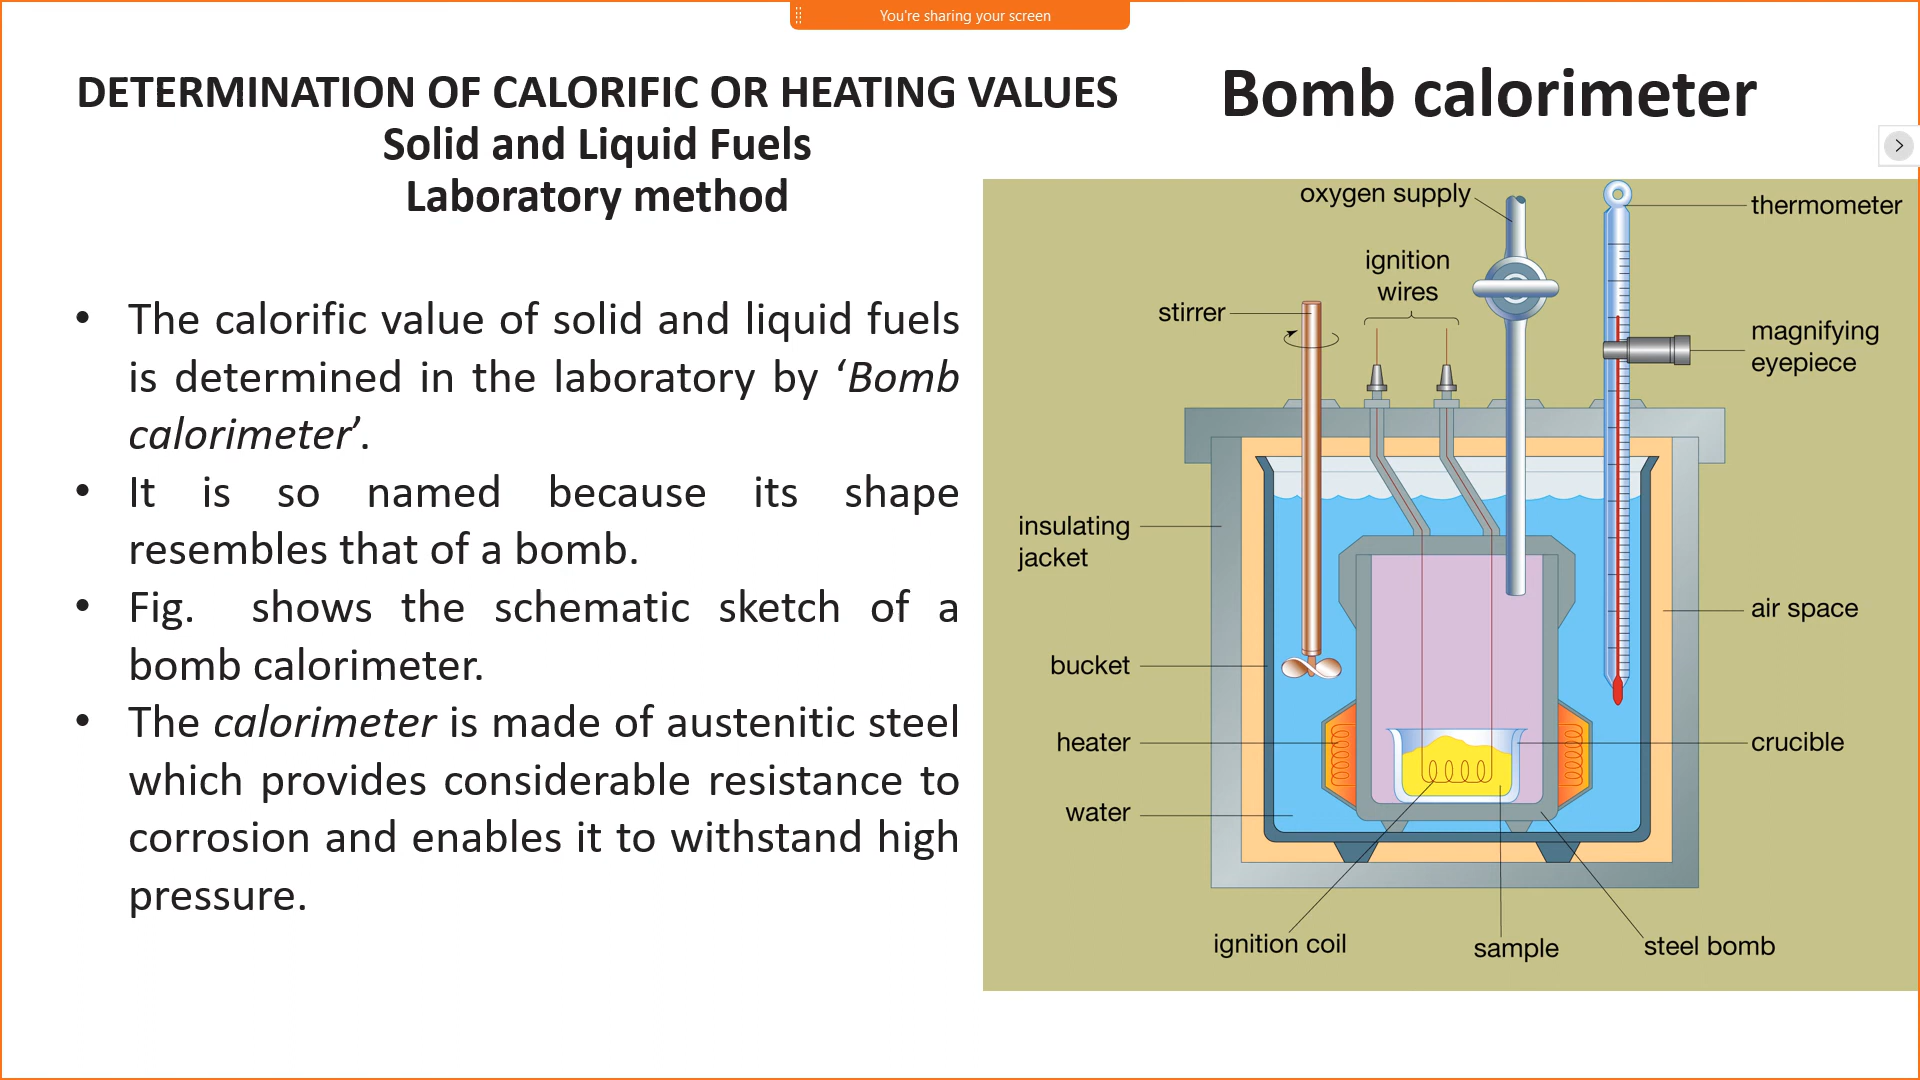 You're sharing your screen
DETERMINATION OF CALORIFIC OR HEATING VALUES
Solid and Liquid Fuels
Laboratory method
Bomb calorimeter
• The calorific value of solid and liquid fuels
is determined in the laboratory by ‘Bomb
calorimeter’.
• It is so named because its shape
resembles that of a bomb.
• Fig. shows the schematic sketch of a
bomb calorimeter.
• The calorimeter is made of austenitic steel
which provides considerable resistance to
corrosion and enables it to withstand high
pressure.
oxygen supply
thermometer
ignition
wires
stirrer
magnifying
eyepiece
insulating
jacket
air space
bucket
heater
crucible
water
ignition coil
sample
steel bomb